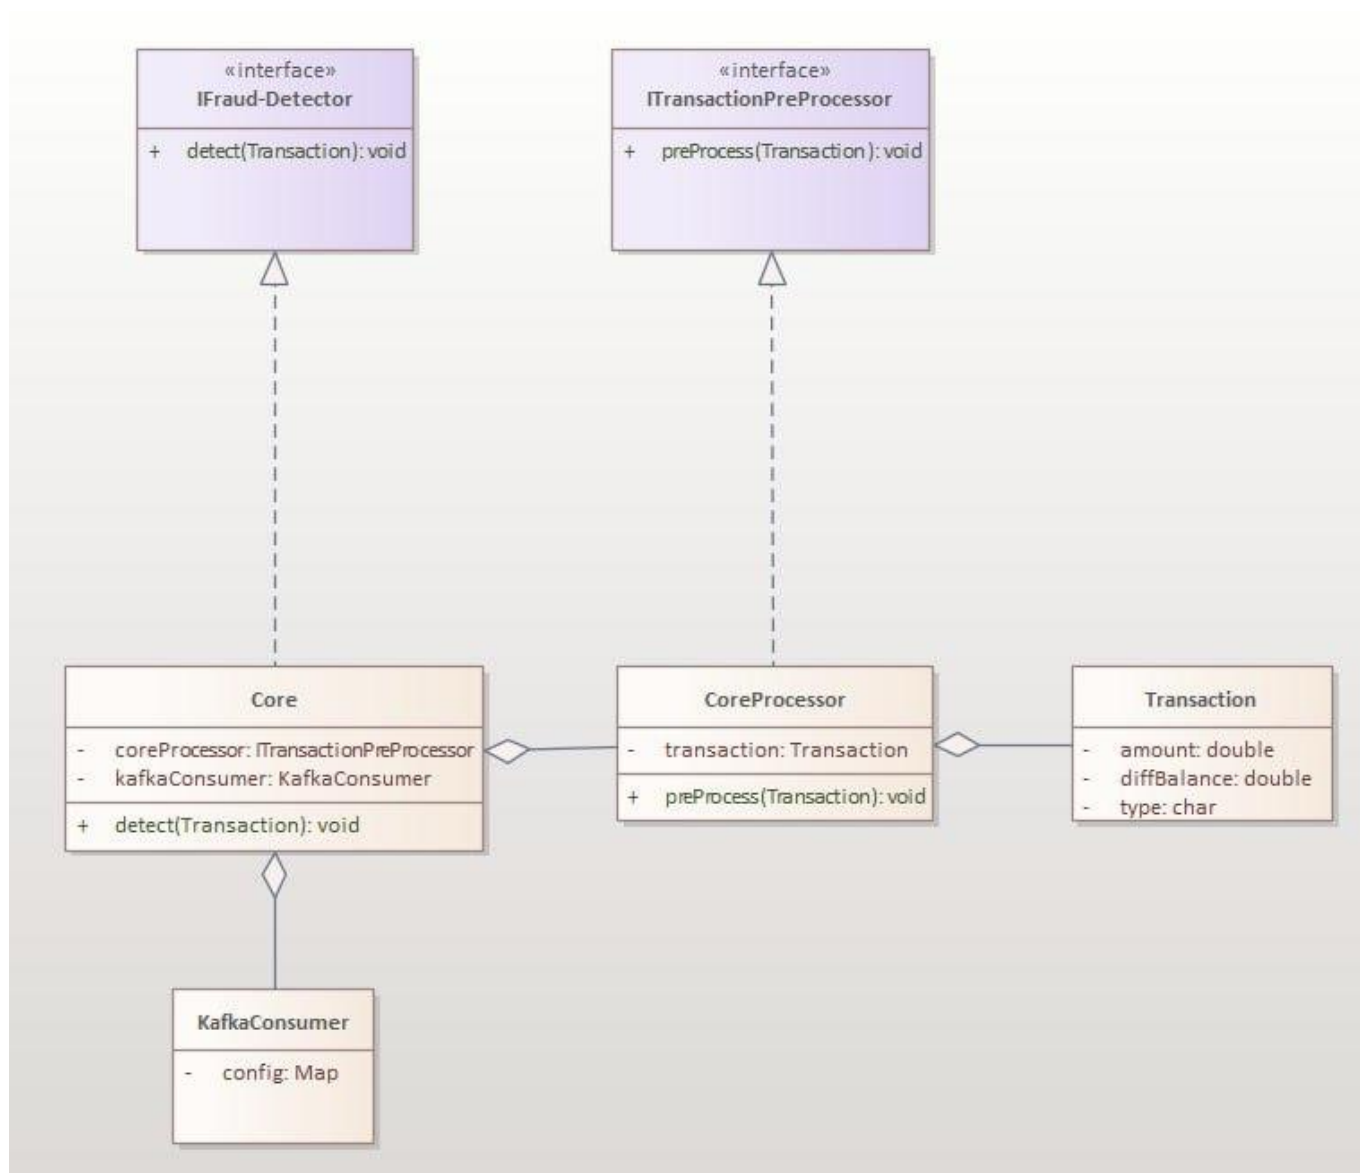 «interface»
IFraud-Detector
+ detect(Transaction): void
«interface»
ITransactionPreProcessor
+ preProcess(Transaction): void
Core
- coreProcessor: ITransactionPreProcessor
- kafkaConsumer: KafkaConsumer
+ detect(Transaction): void
CoreProcessor
- transaction: Transaction
+ preProcess(Transaction): void
Transaction
- amount: double
- diffBalance: double
- type: char
KafkaConsumer
- config: Map